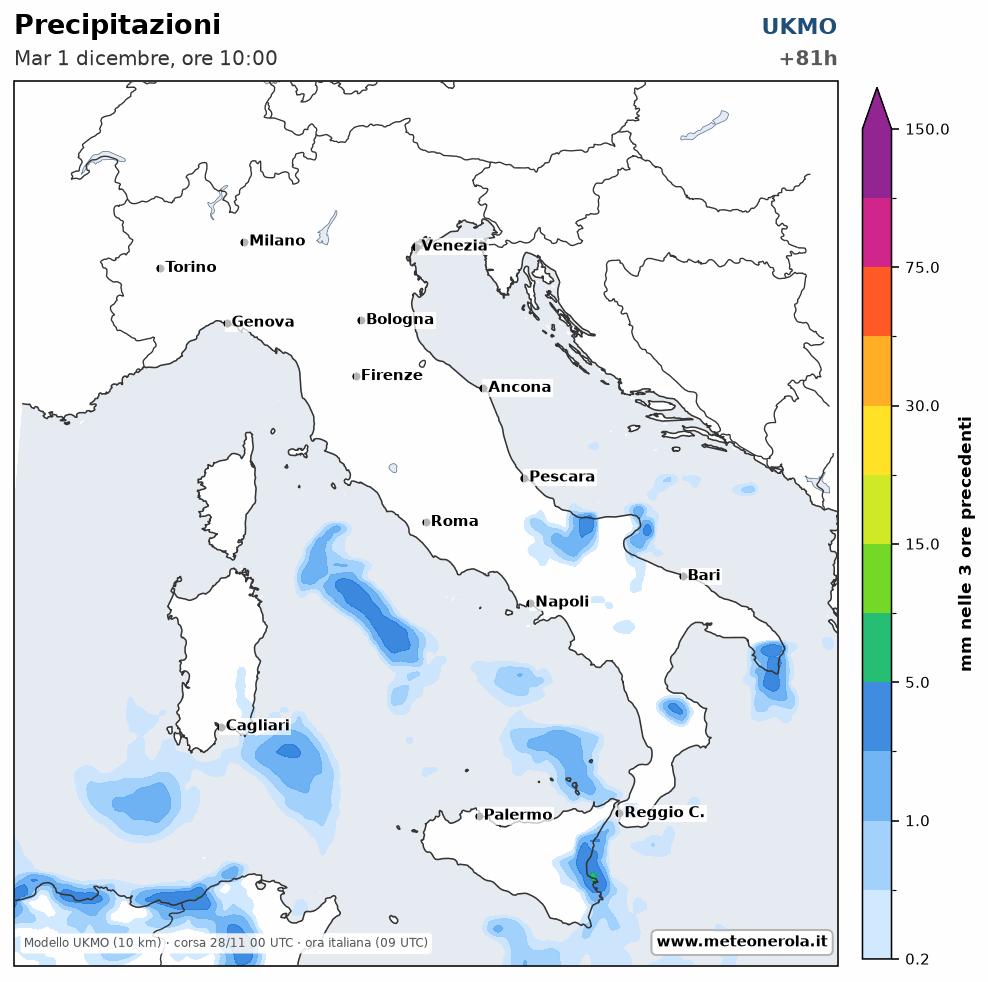 Precipitazioni
UKMO
Mar 1 dicembre, ore 10:00
+81h
150.0
75.0
30.0
15.0
5.0
1.0
0.2
mm nelle 3 ore precedenti
Milano
Venezia
Torino
Genova
Bologna
Firenze
Ancona
Pescara
Roma
Bari
Napoli
Cagliari
Palermo
Reggio C.
Modello UKMO (10 km) · corsa 28/11 00 UTC · ora italiana (09 UTC)
www.meteonerola.it